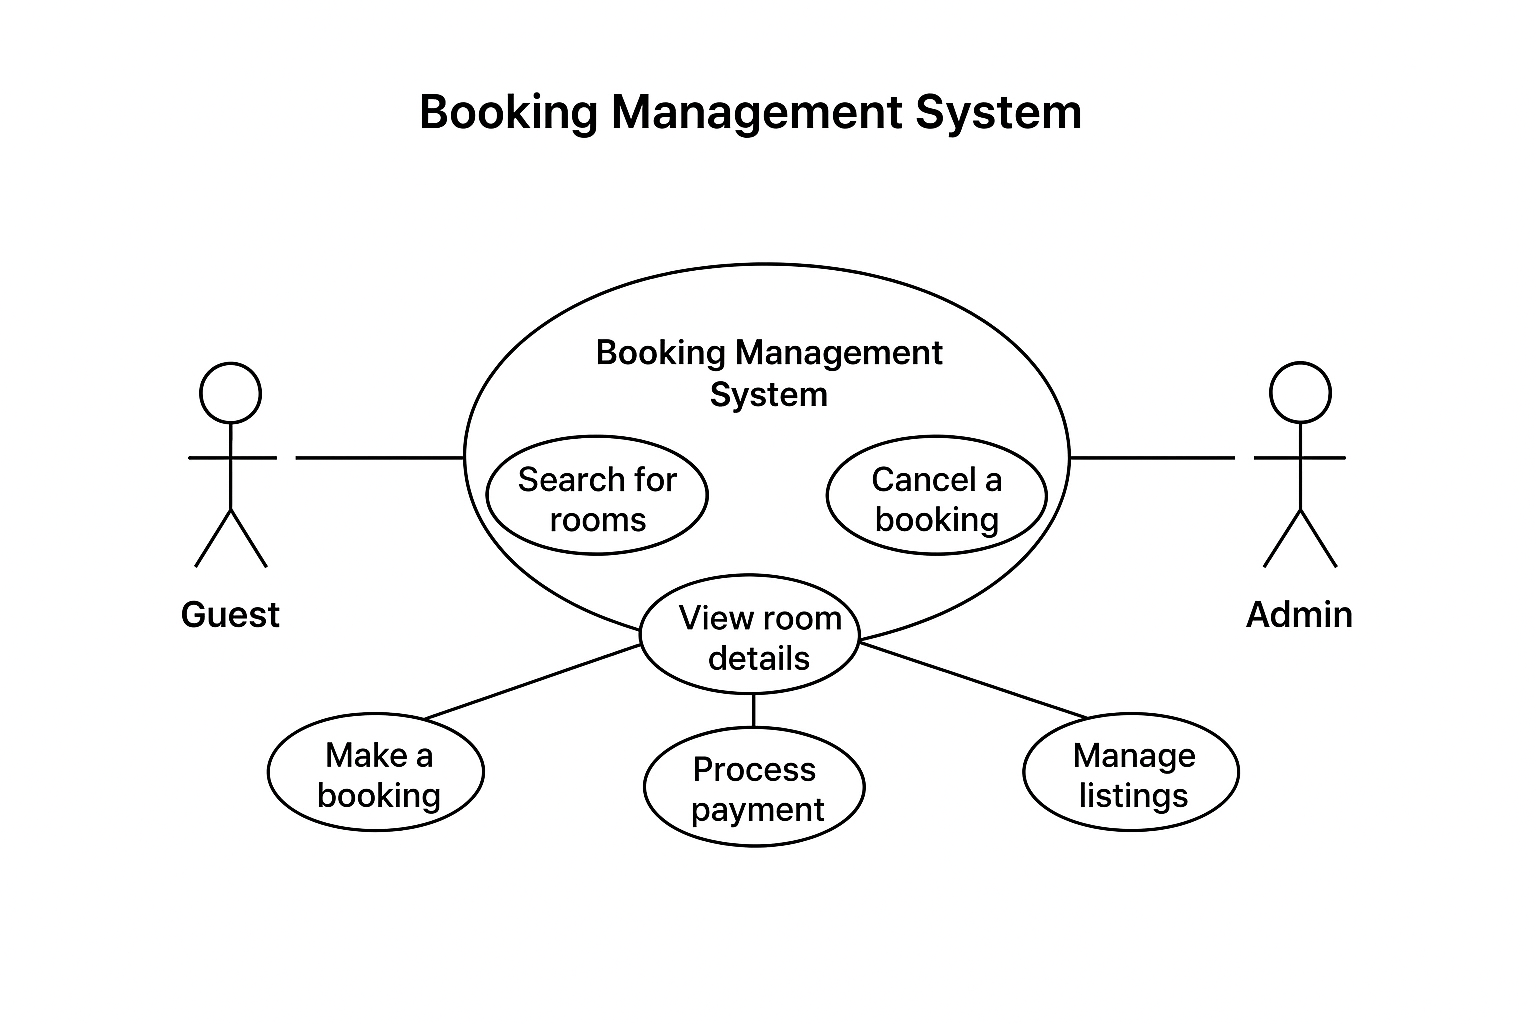 Booking Management System
Booking Management
System
Search for
rooms
Cancel a
booking
Guest
View room
details
Admin
Make a
booking
Process
payment
Manage
listings